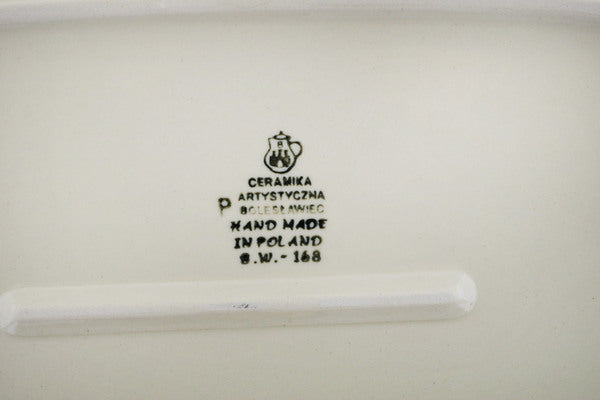 B
CERAMIKA
P ARTYSTYCZNA
BOLESŁAWIEC
HAND MADE
IN POLAND
B.W.-168